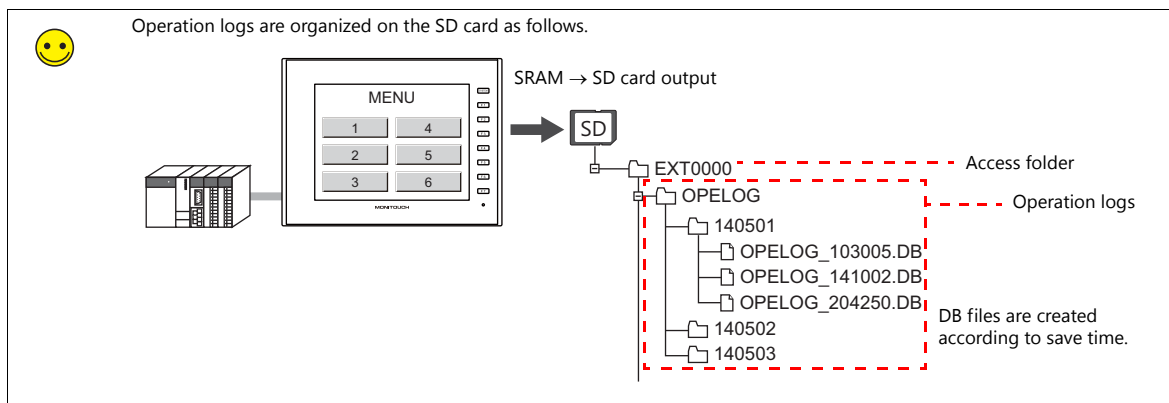 Operation logs are organized on the SD card as follows.
SRAM → SD card output
MENU
1
4
2
5
3
6
MONITOUCH
SD
EXT0000
Access folder
OPELOG
Operation logs
140501
OPELOG_103005.DB
OPELOG_141002.DB
OPELOG_204250.DB
DB files are created
according to save time.
140502
140503